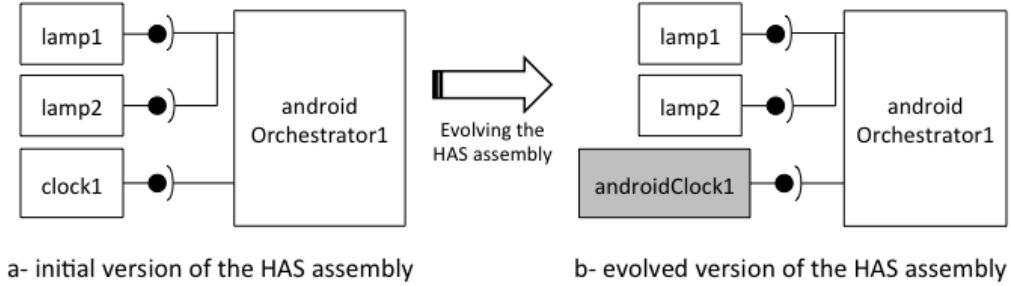 lamp1
lamp2
clock1
android
Orchestrator1
Evolving the
HAS assembly
lamp1
lamp2
androidClock1
android
Orchestrator1
a- initial version of the HAS assembly
b- evolved version of the HAS assembly